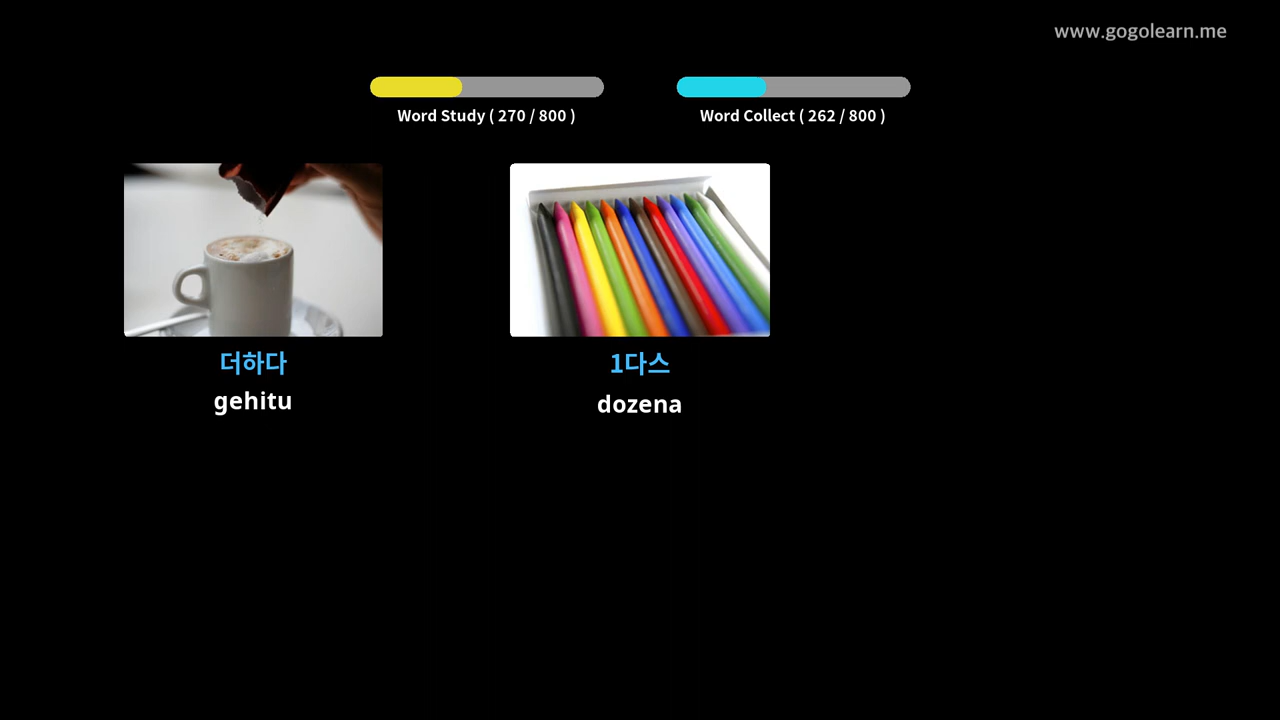 www.gogolearn.me
Word Study ( 270 / 800 )
Word Collect ( 262 / 800 )
더하다
gehitu
1다스
dozena